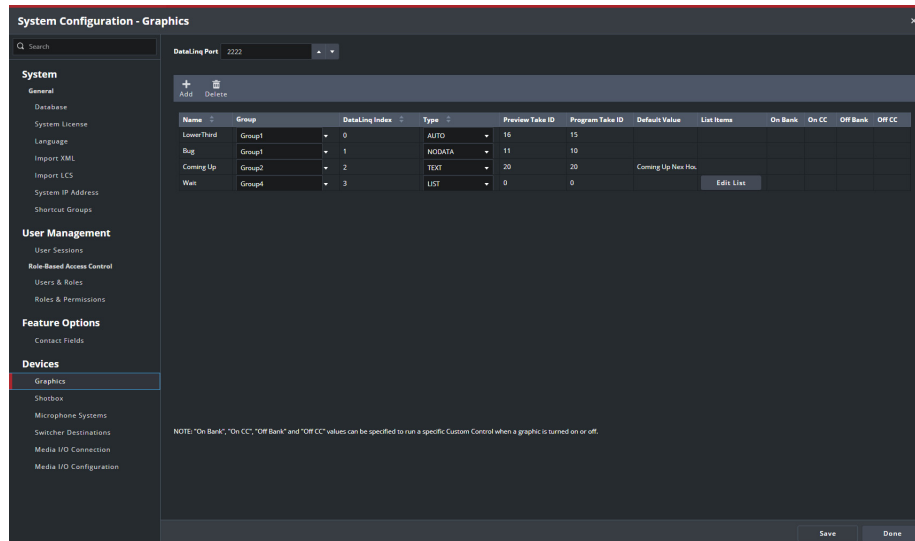 System Configuration - Graphics
×
Search
DataLinq Port 2222
System
General
Database
System License
Language
Import XML
Import LCS
System IP Address
Shortcut Groups
User Management
User Sessions
Role-Based Access Control
Users & Roles
Roles & Permissions
Feature Options
Contact Fields
Devices
Graphics
Shotbox
Microphone Systems
Switcher Destinations
Media I/O Connection
Media I/O Configuration
Add Delete
Name Group DataLinq Index Type Preview Take ID Program Take ID Default Value List Items On Bank On CC Off Bank Off CC
LowerThird Group1 0 AUTO 16 15
Bug Group1 1 NODATA 11 10
Coming Up Group2 2 TEXT 20 20 Coming Up Nex Hou
Wait Group4 3 LIST 0 0 Edit List
NOTE: "On Bank", "On CC", "Off Bank" and "Off CC" values can be specified to run a specific Custom Control when a graphic is turned on or off.
Save Done